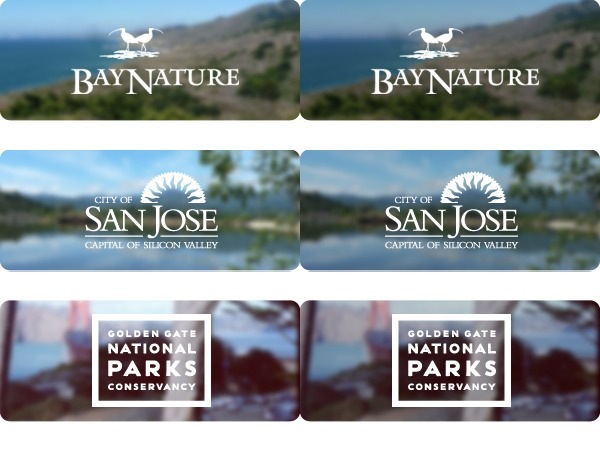 BAYNATURE BAYNATURE
CITY OF CITY OF
SAN JOSE SAN JOSE
CAPITAL OF SILICON VALLEY CAPITAL OF SILICON VALLEY
GOLDEN GATE GOLDEN GATE
NATIONAL NATIONAL
PARKS PARKS
CONSERVANCY CONSERVANCY